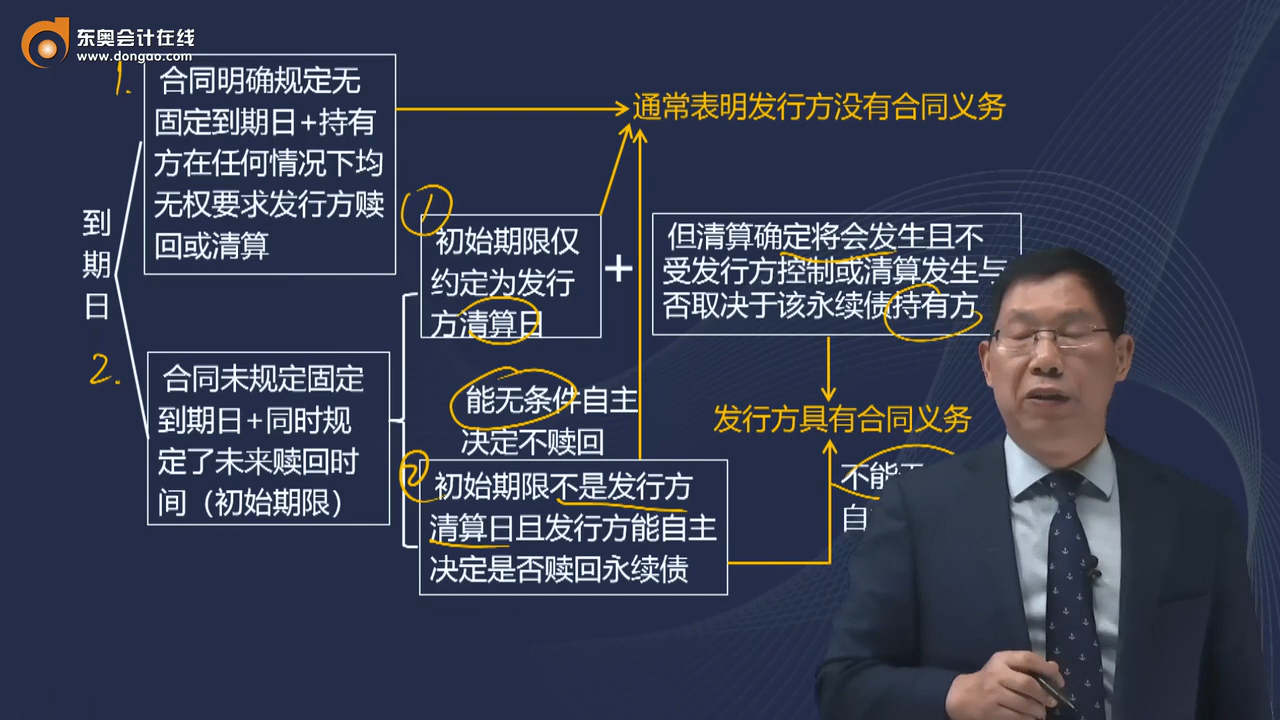 东奥会计在线
www.dongao.com
1.
合同明确规定无
固定到期日+持有
方在任何情况下均
无权要求发行方赎
回或清算
通常表明发行方没有合同义务
到
期
日
①
初始期限仅
约定为发行
方清算日
+
但清算确定将会发生且不
受发行方控制或清算发生与
否取决于该永续债持有方
2.
合同未规定固定
到期日+同时规
定了未来赎回时
间（初始期限）
能无条件自主
决定不赎回
发行方具有合同义务
②
初始期限不是发行方
清算日且发行方能自主
决定是否赎回永续债
不能
自